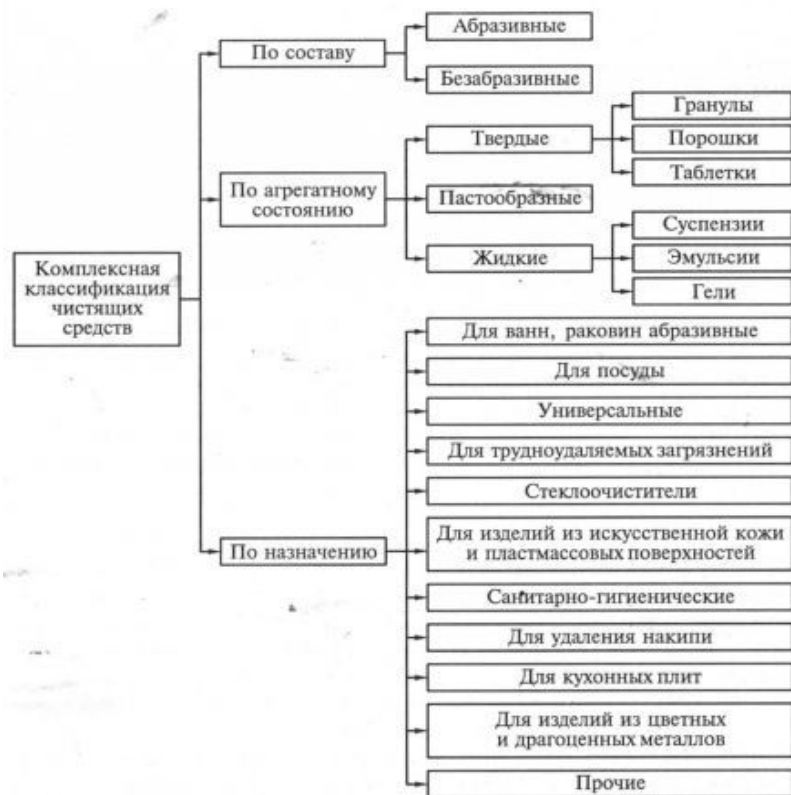 Комплексная
классификация
чистящих
средств
По составу
Абразивные
Безабразивные
По агрегатному
состоянию
Твердые
Гранулы
Порошки
Таблетки
Пастообразные
Жидкие
Суспензии
Эмульсии
Гели
По назначению
Для ванн, раковин абразивные
Для посуды
Универсальные
Для трудноудаляемых загрязнений
Стеклоочистители
Для изделий из искусственной кожи
и пластмассовых поверхностей
Санитарно-гигиенические
Для удаления накипи
Для кухонных плит
Для изделий из цветных
и драгоценных металлов
Прочие